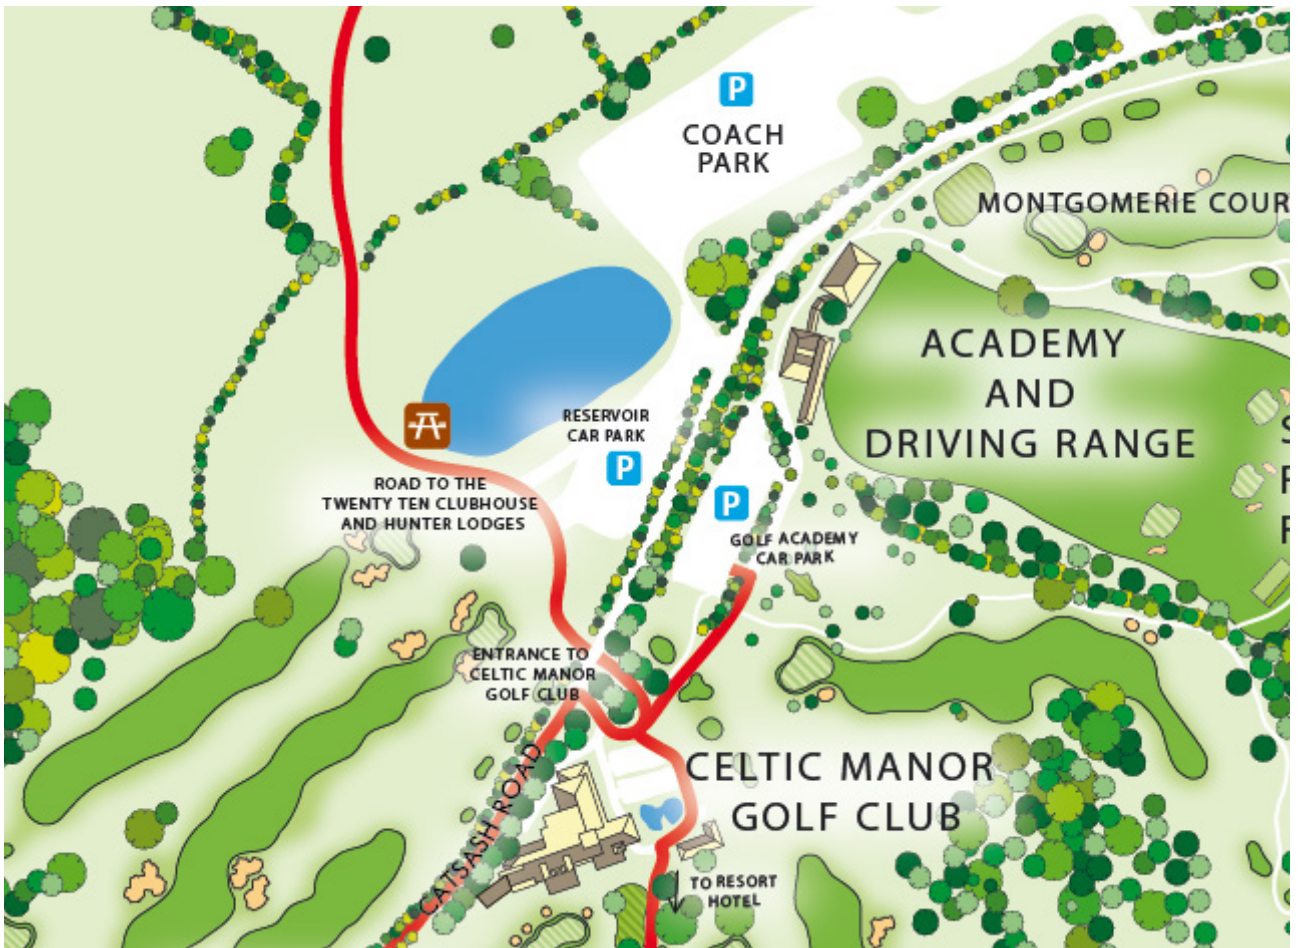 P
COACH
PARK
MONTGOMERIE COUR
ACADEMY
AND
DRIVING RANGE
RESERVOIR
CAR PARK
P
S
F
F
ROAD TO THE
TWENTY TEN CLUBHOUSE
AND HUNTER LODGES
P
GOLF ACADEMY
CAR PARK
ENTRANCE TO
CELTIC MANOR
GOLF CLUB
CATSASH ROAD
CELTIC MANOR
GOLF CLUB
TO RESORT
HOTEL